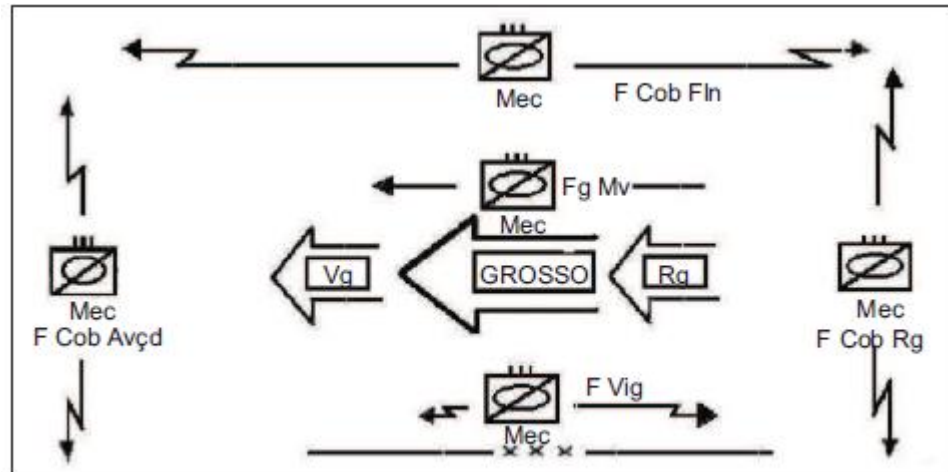 Mec
F Cob Fln
Fg Mv
Mec
Vg
GROSSO
Rg
Mec
F Cob Avçd
Mec
F Cob Rg
F Vig
Mec